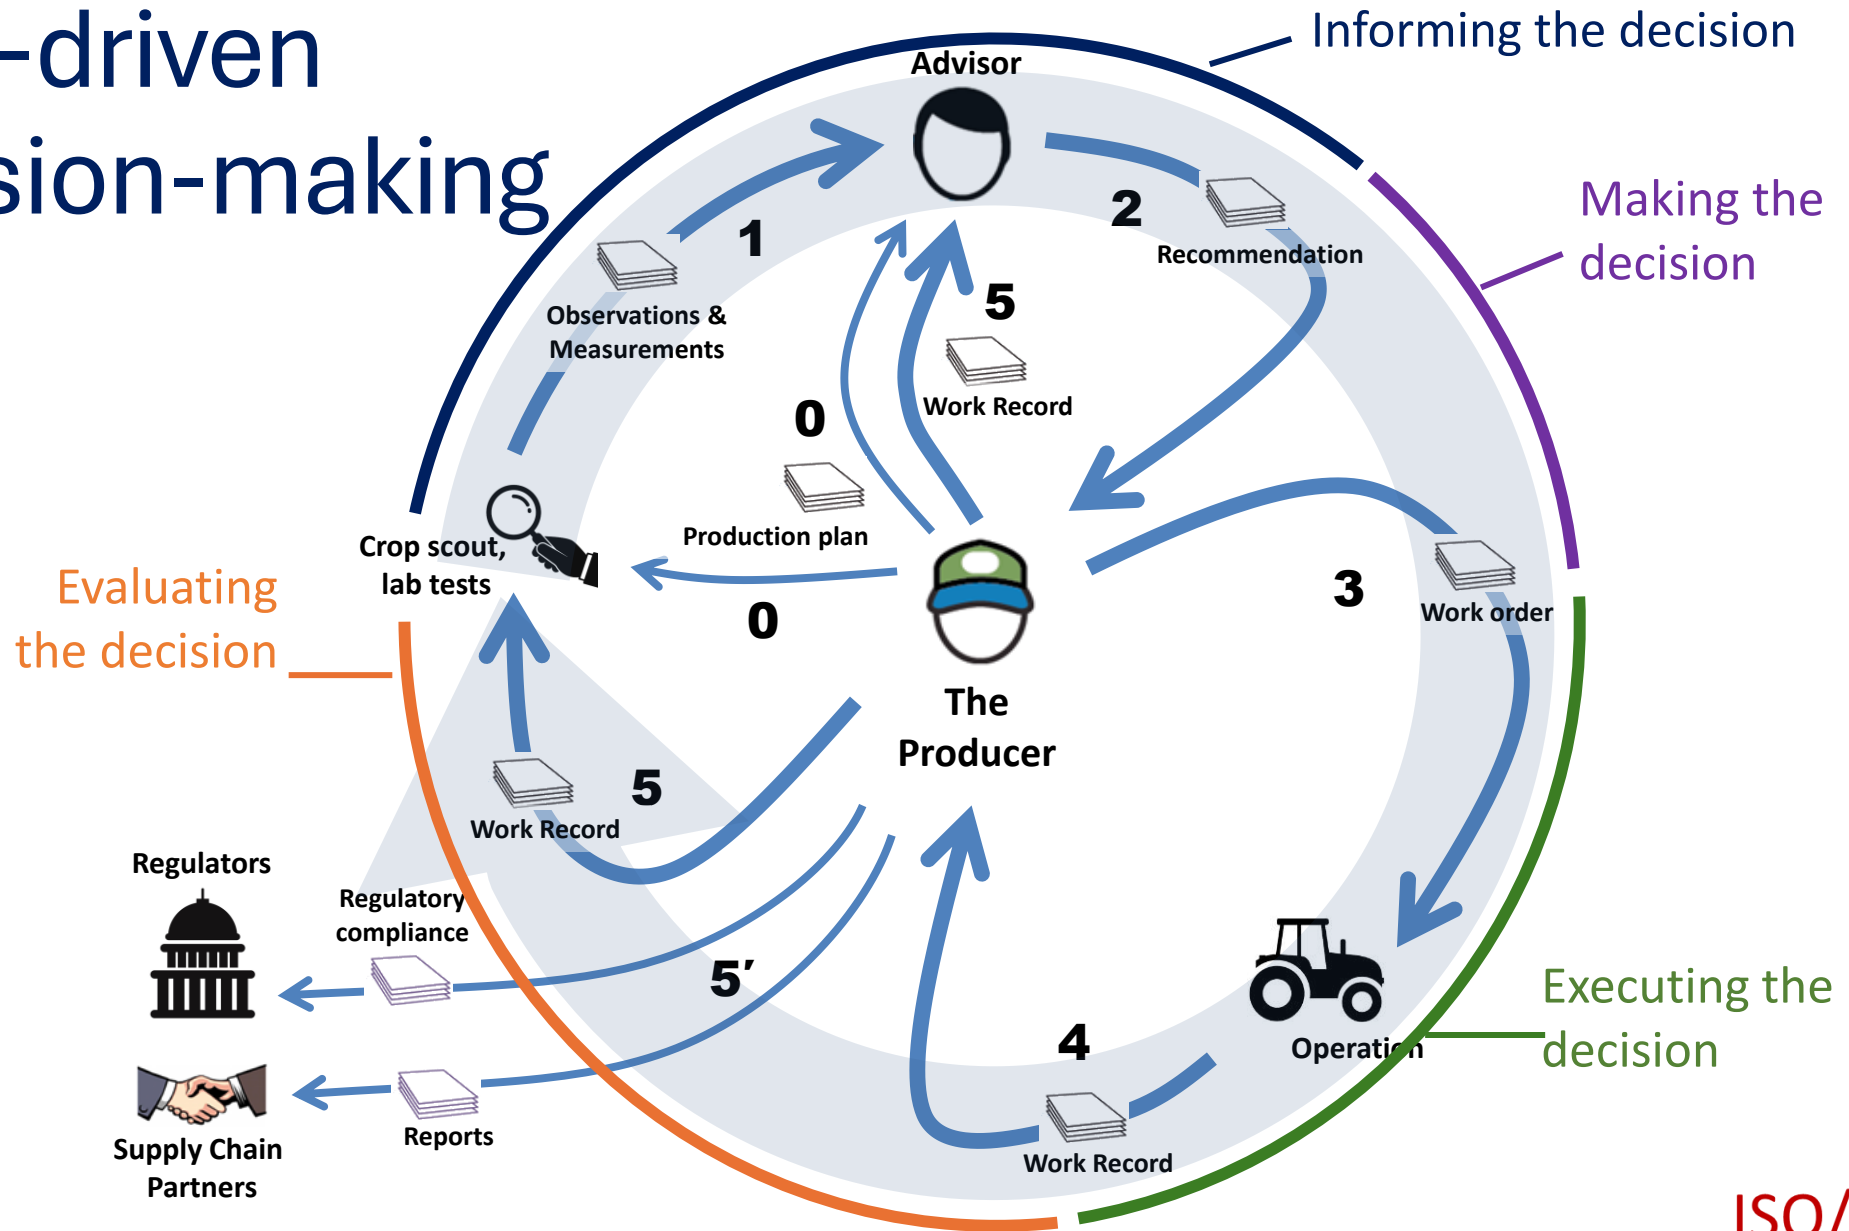 -driven
sion-making
Informing the decision
Advisor
Making the
decision
1
2
Recommendation
Observations &
Measurements
5
Work Record
0
Production plan
Crop scout,
lab tests
0
3
Work order
Evaluating
the decision
The
Producer
5
Work Record
Regulators
Regulatory
compliance
5′
Executing the
decision
4
Operation
Reports
Supply Chain
Partners
Work Record
ISO/